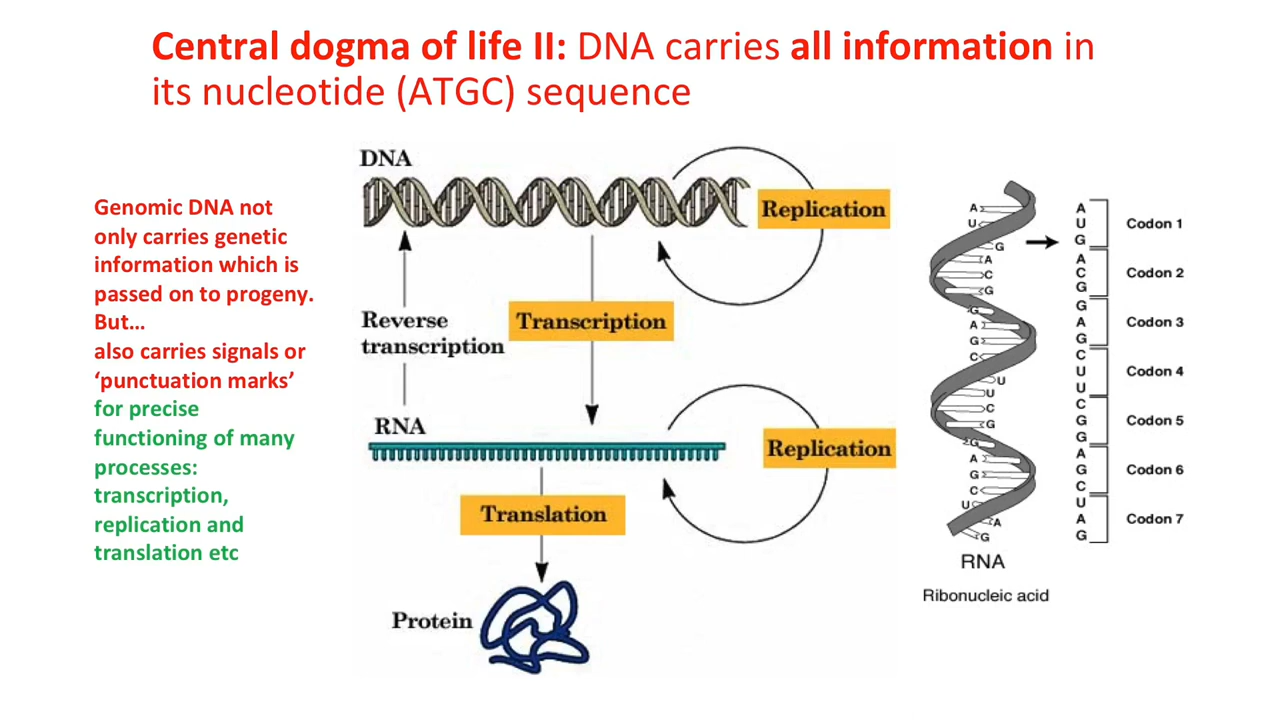 Central dogma of life II: DNA carries all information in
its nucleotide (ATGC) sequence
Genomic DNA not
only carries genetic
information which is
passed on to progeny.
But...
also carries signals or
‘punctuation marks’
for precise
functioning of many
processes:
transcription,
replication and
translation etc
DNA
Replication
Reverse
transcription
Transcription
RNA
Replication
Translation
Protein
A
U
G
A
C
G
G
A
G
C
U
U
C
G
G
A
G
C
U
A
G
RNA
Ribonucleic acid
A
U
G
Codon 1
A
C
G
Codon 2
G
A
G
Codon 3
C
U
U
Codon 4
C
G
G
Codon 5
A
G
C
Codon 6
U
A
G
Codon 7